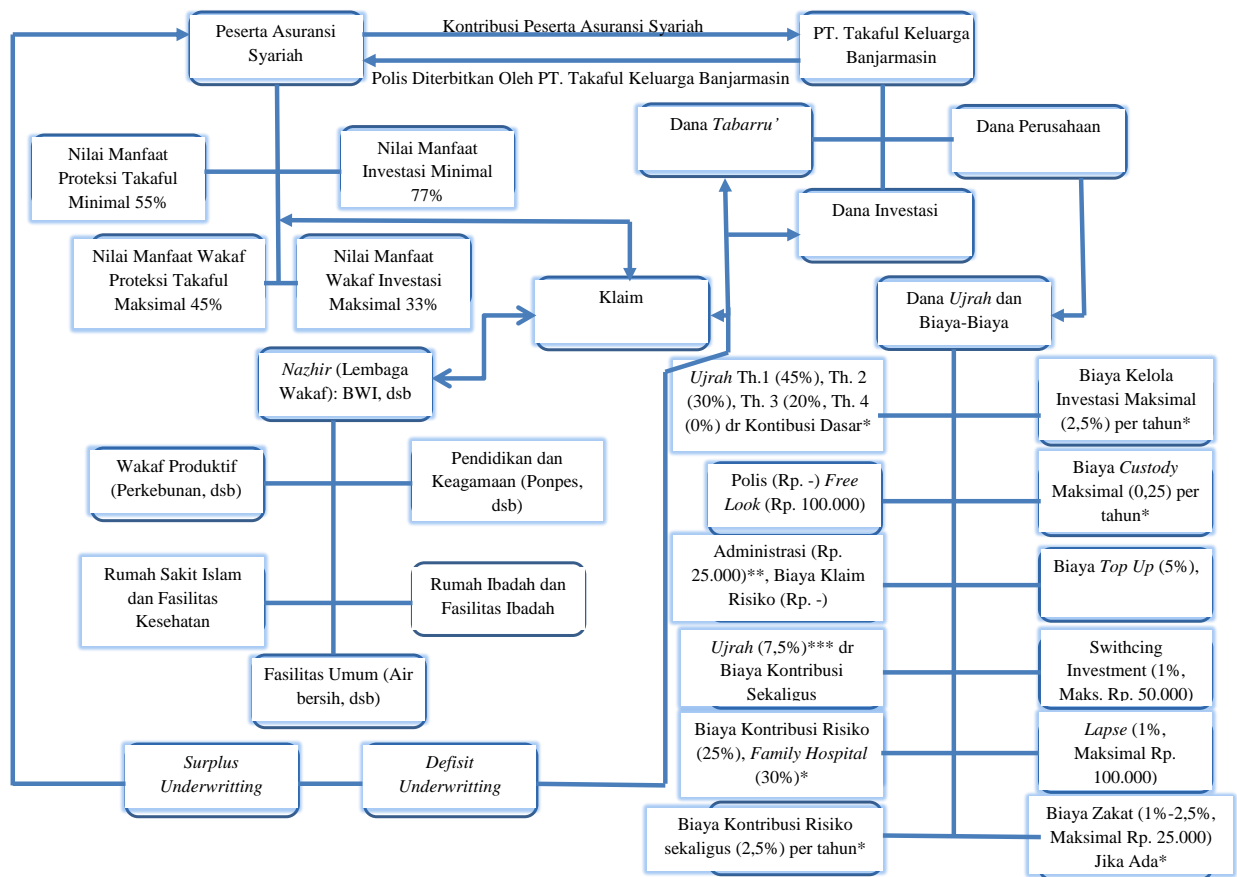 Peserta Asuransi
Syariah
Kontribusi Peserta Asuransi Syariah
PT. Takaful Keluarga
Banjarmasin
Polis Diterbitkan Oleh PT. Takaful Keluarga Banjarmasin
Dana Tabarru’
Dana Perusahaan
Nilai Manfaat
Proteksi Takaful
Minimal 55%
Nilai Manfaat
Investasi Minimal
77%
Dana Investasi
Nilai Manfaat Wakaf
Proteksi Takaful
Maksimal 45%
Nilai Manfaat
Wakaf Investasi
Maksimal 33%
Klaim
Dana Ujrah dan
Biaya-Biaya
Nazhir (Lembaga
Wakaf): BWI, dsb
Ujrah Th.1 (45%), Th. 2
(30%), Th. 3 (20%, Th. 4
(0%) dr Kontibusi Dasar*
Biaya Kelola
Investasi Maksimal
(2,5%) per tahun*
Wakaf Produktif
(Perkebunan, dsb)
Pendidikan dan
Keagamaan (Ponpes,
dsb)
Polis (Rp. -) Free
Look (Rp. 100.000)
Biaya Custody
Maksimal (0,25) per
tahun*
Rumah Sakit Islam
dan Fasilitas
Kesehatan
Rumah Ibadah dan
Fasilitas Ibadah
Administrasi (Rp.
25.000)**, Biaya Klaim
Risiko (Rp. -)
Biaya Top Up (5%),
Fasilitas Umum (Air
bersih, dsb)
Ujrah (7,5%)*** dr
Biaya Kontribusi
Sekaligus
Swithcing
Investment (1%,
Maks. Rp. 50.000)
Surplus
Underwritting
Defisit
Underwritting
Biaya Kontribusi Risiko
(25%), Family Hospital
(30%)*
Lapse (1%,
Maksimal Rp.
100.000)
Biaya Kontribusi Risiko
sekaligus (2,5%) per tahun*
Biaya Zakat (1%-2,5%,
Maksimal Rp. 25.000)
Jika Ada*